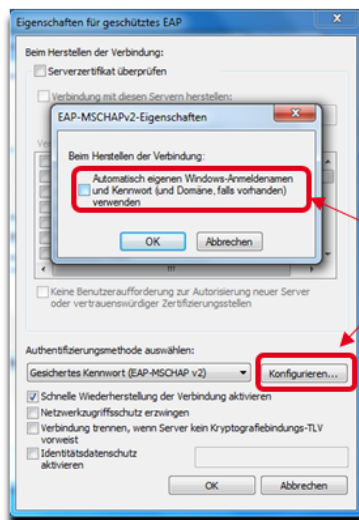 Eigenschaften für geschütztes EAP
Beim Herstellen der Verbindung:
Serverzertifikat überprüfen
Verbindung mit diesen Servern herstellen:
EAP-MSCHAPv2-Eigenschaften
Beim Herstellen der Verbindung:
Automatisch eigenen Windows-Anmeldenamen
und Kennwort (und Domäne, falls vorhanden)
verwenden
OK Abbrechen
Keine Benutzeraufforderung zur Autorisierung neuer Server
oder vertrauenswürdiger Zertifizierungsstellen
Authentifizierungsmethode auswählen:
Gesichertes Kennwort (EAP-MSCHAP v2) Konfigurieren...
Schnelle Wiederherstellung der Verbindung aktivieren
Netzwerkzugriffsschutz erzwingen
Verbindung trennen, wenn Server kein Kryptografiebindungs-TLV
vorweist
Identitätsdatenschutz
aktivieren
OK Abbrechen